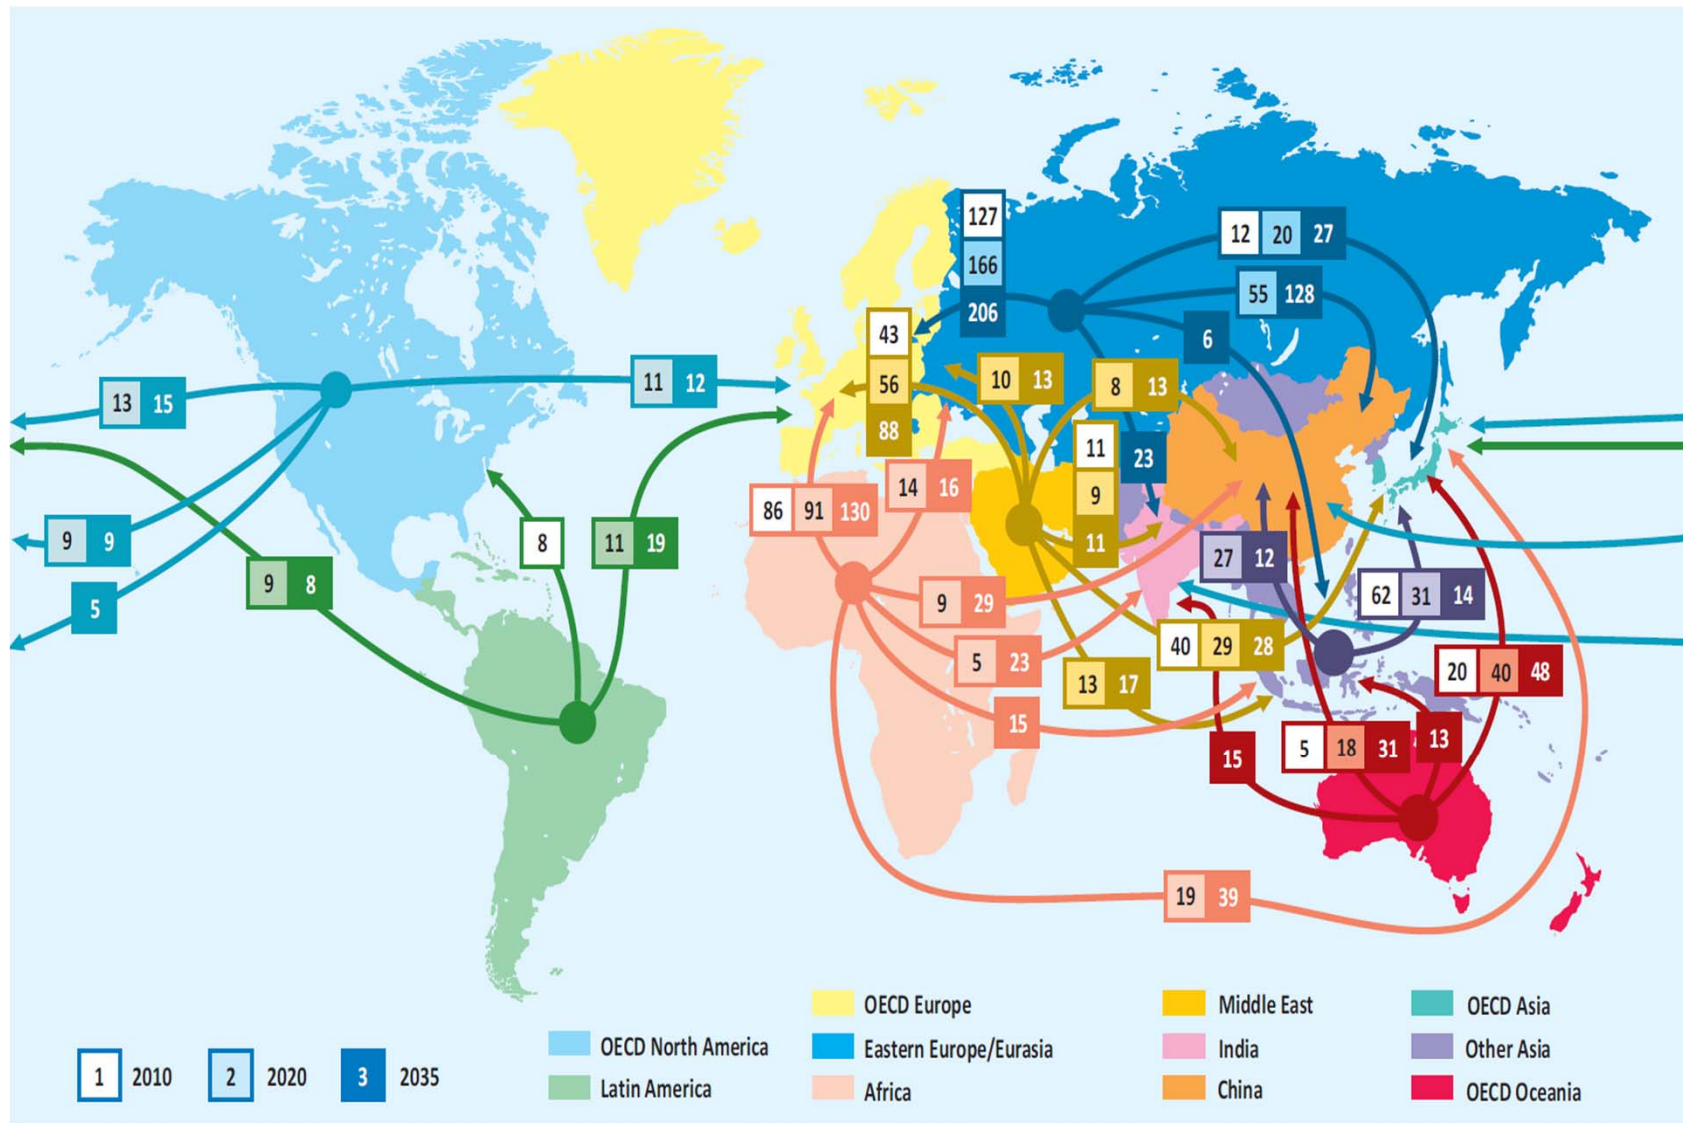 127
166
206
12 20 27
55 128
6
43
56
88
10 13
8 13
11
9
11
23
13 15
11 12
9 9
5
9 8
8
11 19
86 91 130
14 16
9 29
5 23
15
27 12
62 31 14
40 29 28
13 17
20 40 48
5 18 31
13
15
19 39
1 2010
2 2020
3 2035
OECD North America
Latin America
OECD Europe
Eastern Europe/Eurasia
Africa
Middle East
India
China
OECD Asia
Other Asia
OECD Oceania